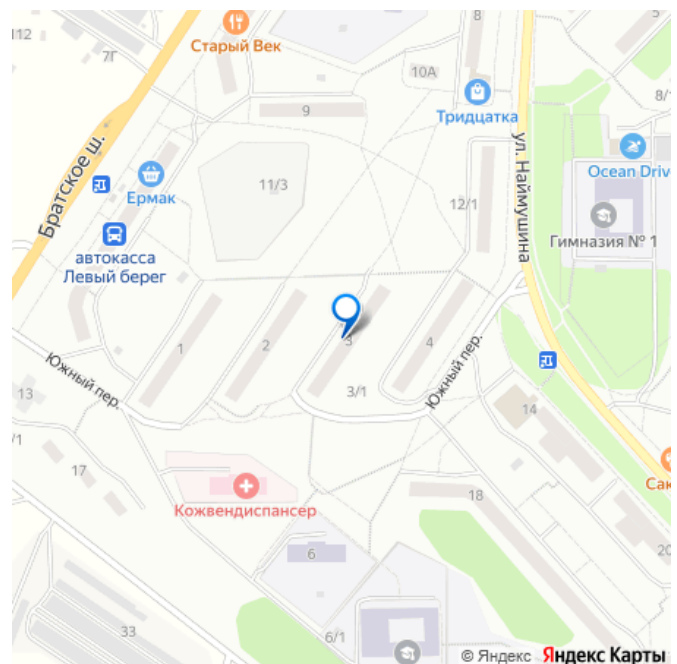 8
5
Старый Век
112
7Г
10А
8/
9
Тридцатка
ул. Наймушина
Братское ш.
Ocean Driv
11/3
Ермак
12/1
Гимназия № 1
автокасса
Левый берег
1
2
3
4
Южный пер.
Южный пер.
13
3/1
14
/1
17
Сак
Кожвендиспансер
18
6
20
33
6/1
© Яндекс Яндекс Карты